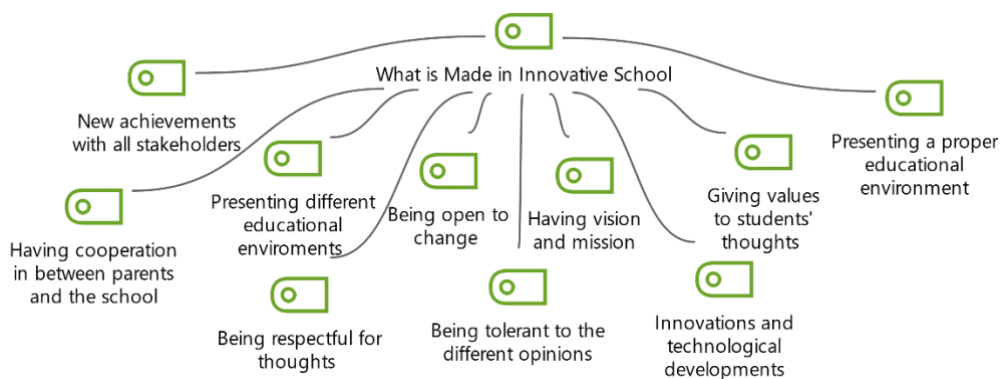 What is Made in Innovative School
New achievements
with all stakeholders
Presenting a proper
educational
environment
Having cooperation
in between parents
and the school
Presenting different
educational
enviroments
Being open to
change
Having vision
and mission
Giving values
to students'
thoughts
Being respectful for
thoughts
Being tolerant to the
different opinions
Innovations and
technological
developments